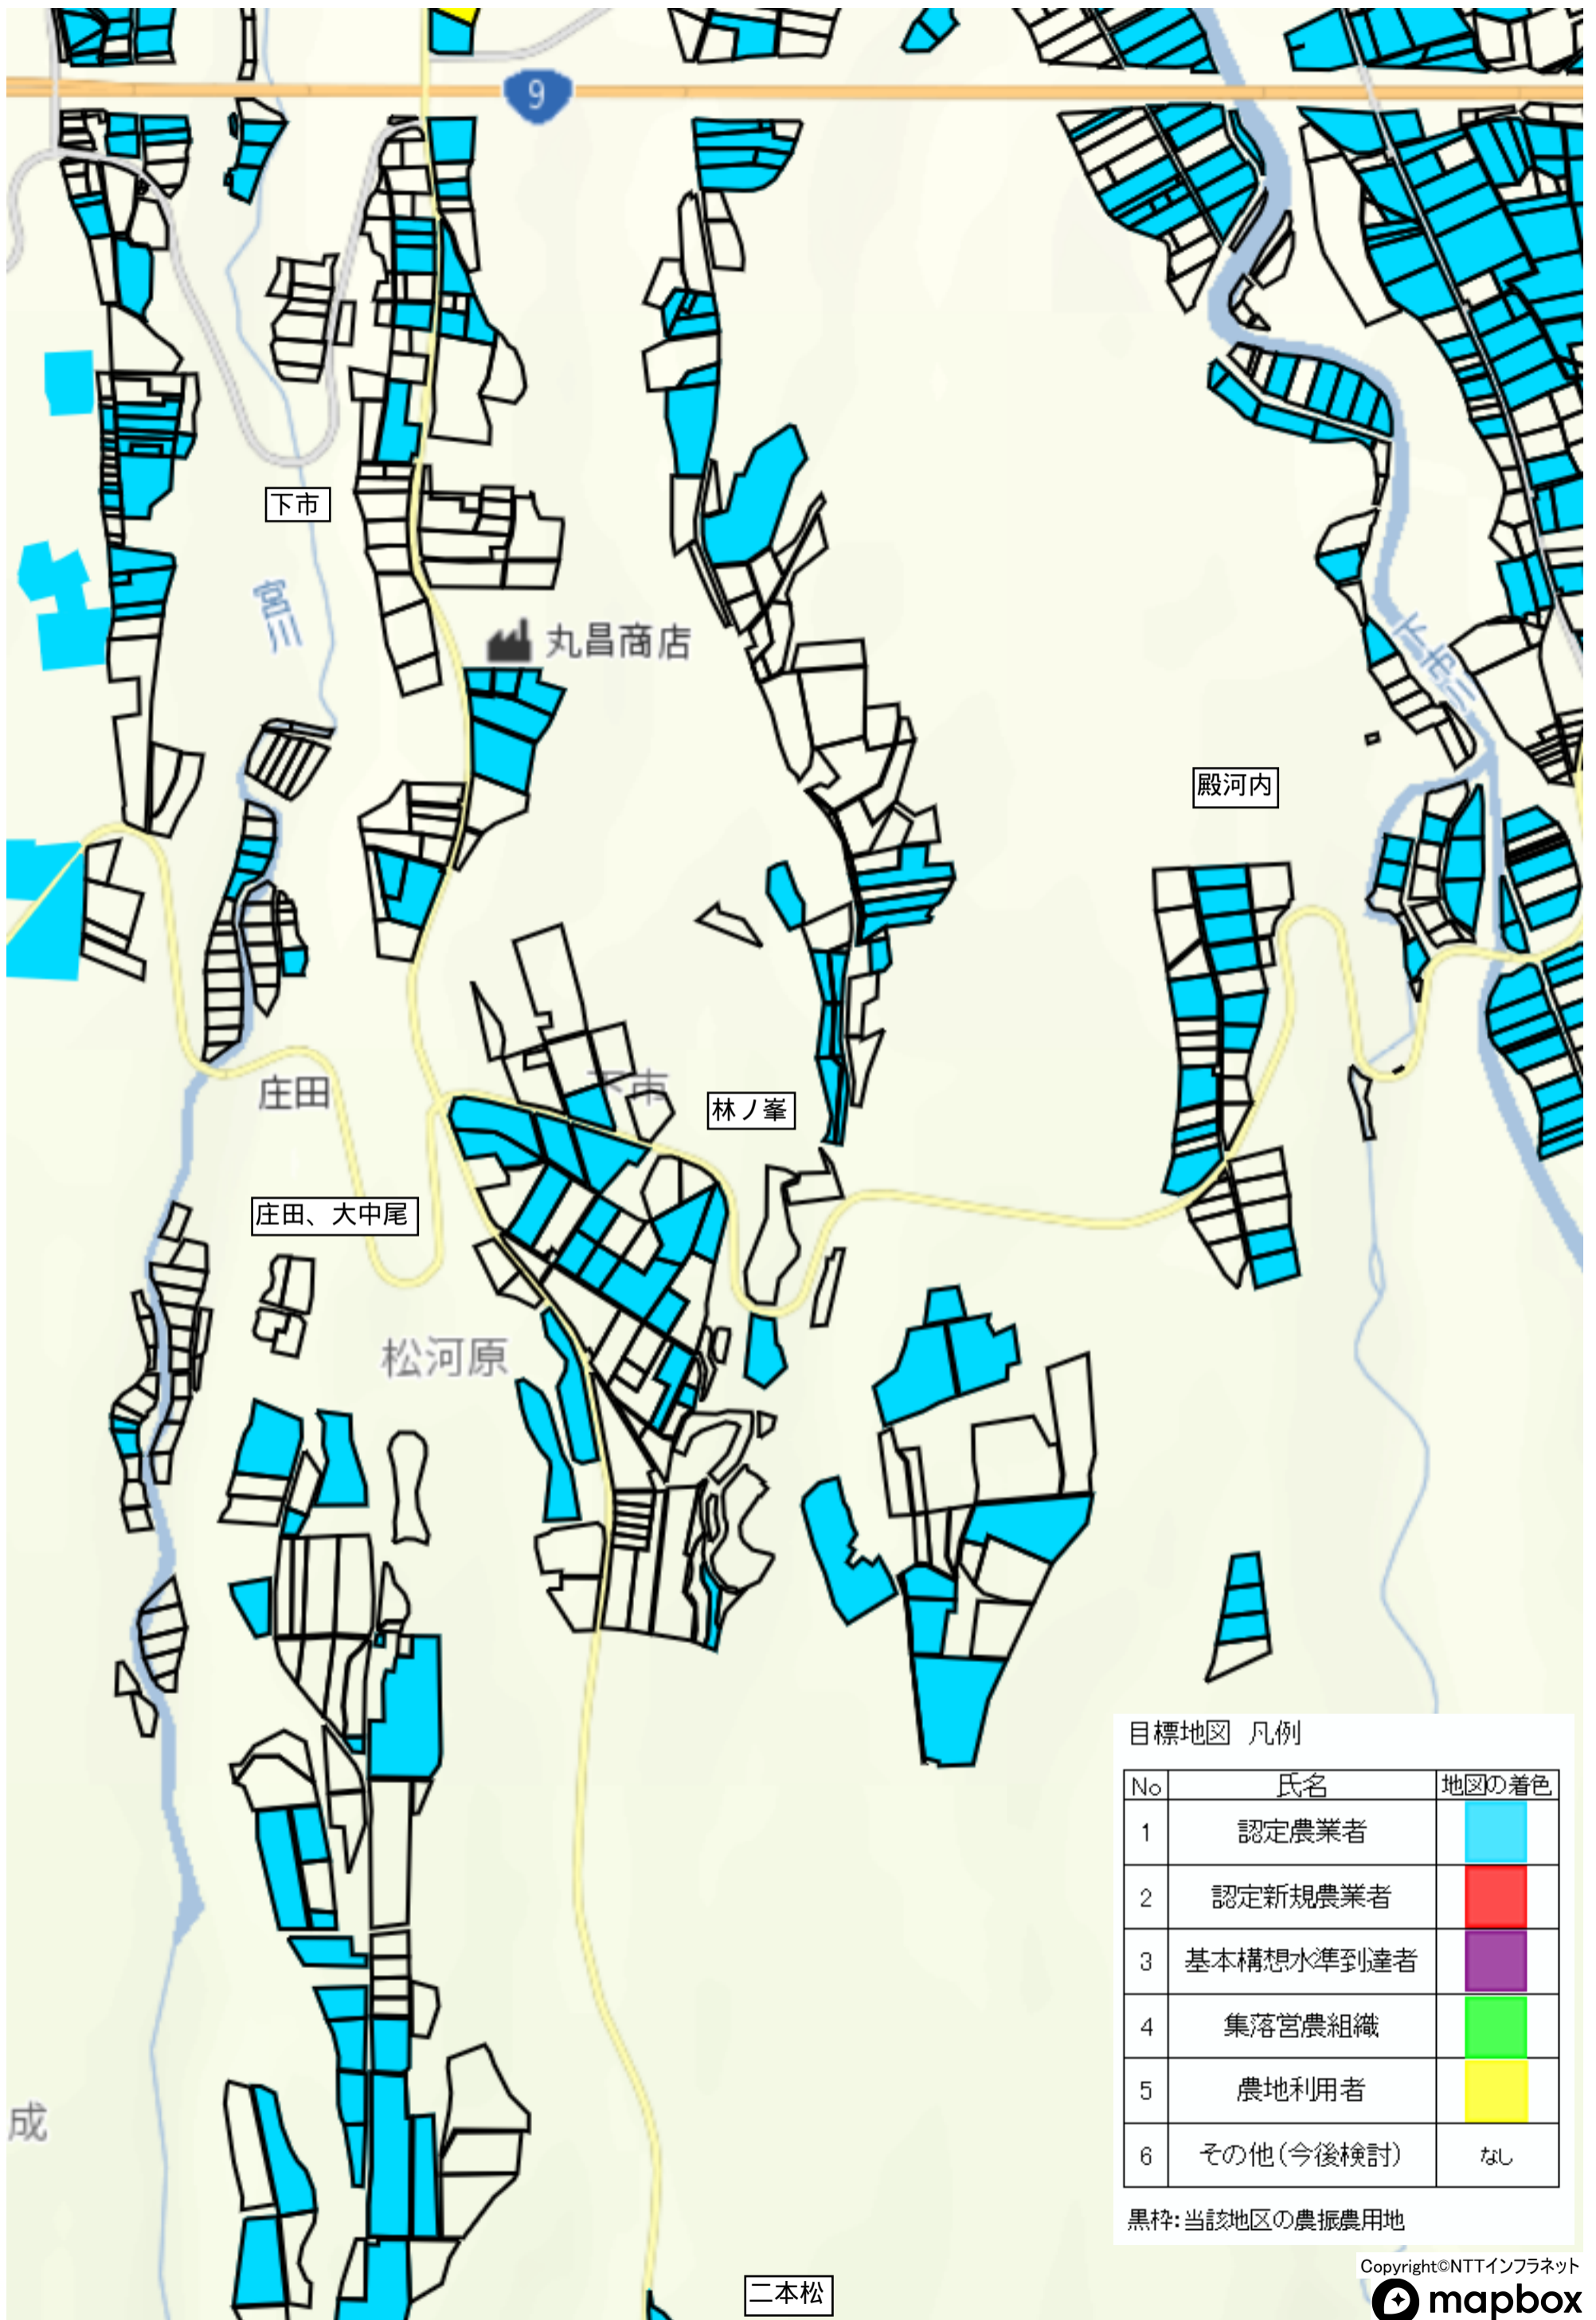 9
下市
宮川
丸昌商店
下市川
殿河内
庄田
下市
林ノ峯
庄田、大中尾
松河原
成
二本松
目標地図 凡例
No 氏名 地図の着色
1 認定農業者
2 認定新規農業者
3 基本構想水準到達者
4 集落営農組織
5 農地利用者
6 その他(今後検討) なし
黒枠:当該地区の農振農用地
Copyright©NTTインフラネット
mapbox